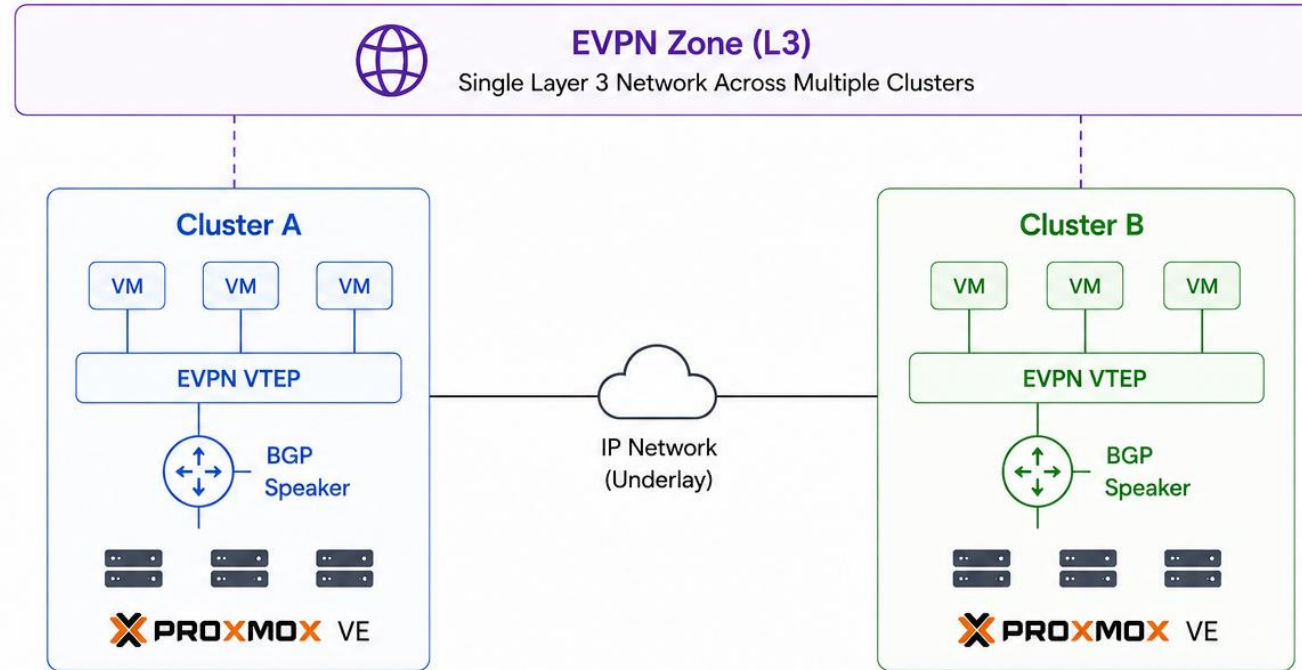 EVPN Zone (L3)
Single Layer 3 Network Across Multiple Clusters
Cluster A
VM VM VM
EVPN VTEP
BGP
Speaker
PROXMOX VE
IP Network
(Underlay)
Cluster B
VM VM VM
EVPN VTEP
BGP
Speaker
PROXMOX VE